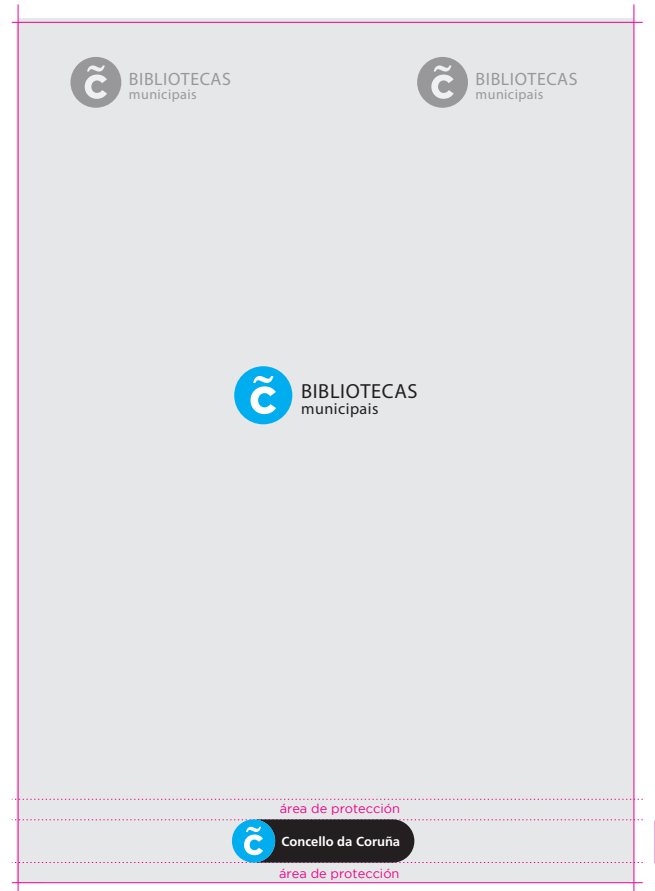 c̃ BIBLIOTECAS
municipais
c̃ BIBLIOTECAS
municipais
c̃ BIBLIOTECAS
municipais
área de protección
c̃ Concello da Coruña
área de protección